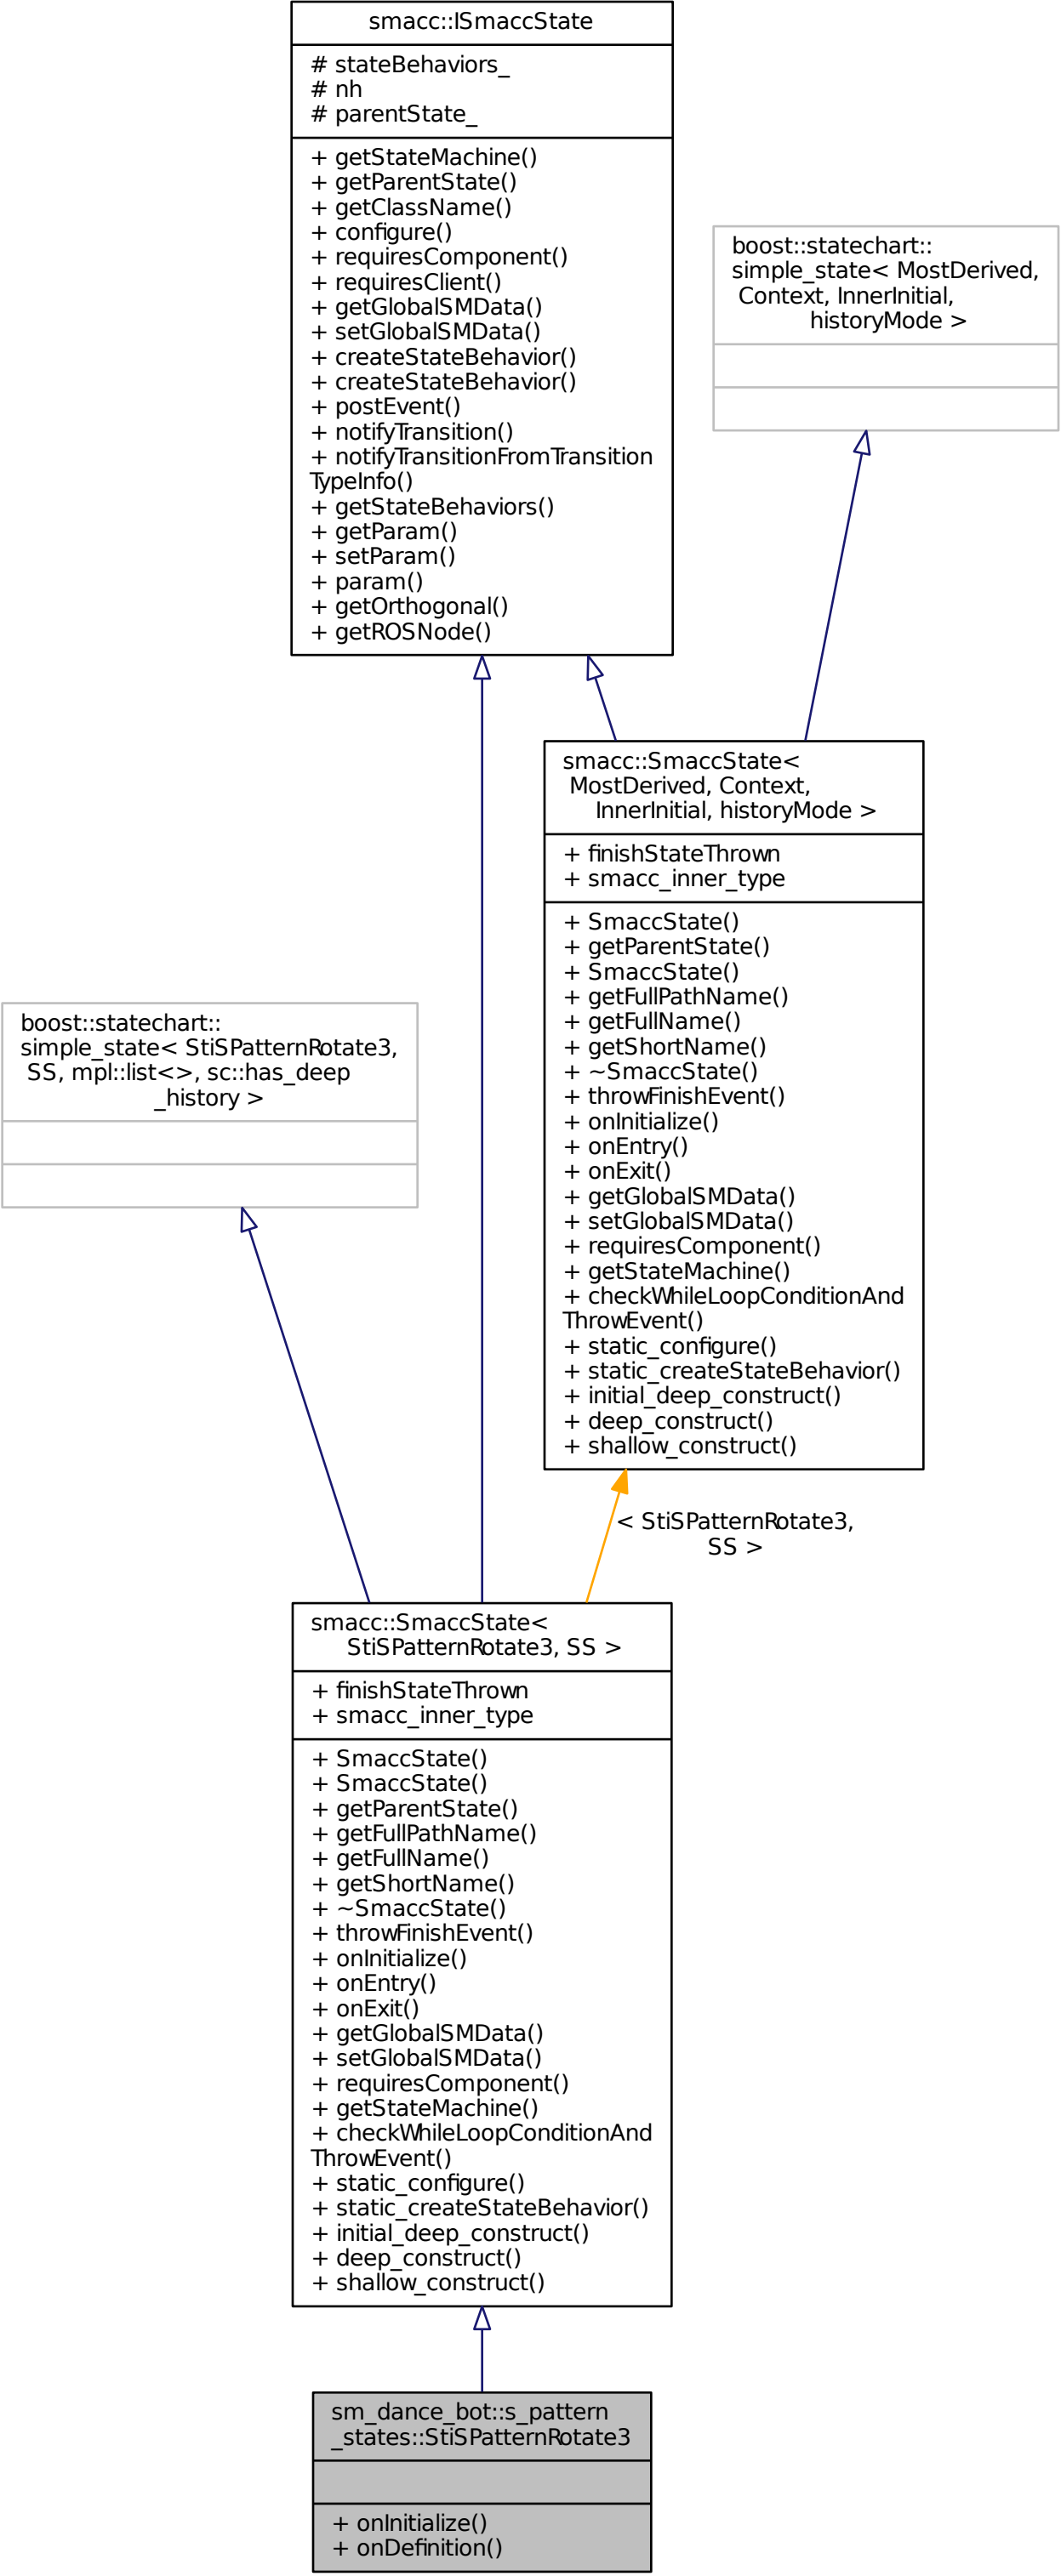 smacc::ISmaccState
# stateBehaviors_
# nh
# parentState_
+ getStateMachine()
+ getParentState()
+ getClassName()
+ configure()
+ requiresComponent()
+ requiresClient()
+ getGlobalSMData()
+ setGlobalSMData()
+ createStateBehavior()
+ createStateBehavior()
+ postEvent()
+ notifyTransition()
+ notifyTransitionFromTransition
TypeInfo()
+ getStateBehaviors()
+ getParam()
+ setParam()
+ param()
+ getOrthogonal()
+ getROSNode()
boost::statechart::
simple_state< MostDerived,
Context, InnerInitial,
historyMode >
smacc::SmaccState<
MostDerived, Context,
InnerInitial, historyMode >
+ finishStateThrown
+ smacc_inner_type
+ SmaccState()
+ getParentState()
+ SmaccState()
+ getFullPathName()
+ getFullName()
+ getShortName()
+ ~SmaccState()
+ throwFinishEvent()
+ onInitialize()
+ onEntry()
+ onExit()
+ getGlobalSMData()
+ setGlobalSMData()
+ requiresComponent()
+ getStateMachine()
+ checkWhileLoopConditionAnd
ThrowEvent()
+ static_configure()
+ static_createStateBehavior()
+ initial_deep_construct()
+ deep_construct()
+ shallow_construct()
boost::statechart::
simple_state< StiSPatternRotate3,
SS, mpl::list<>, sc::has_deep
_history >
< StiSPatternRotate3,
SS >
smacc::SmaccState<
StiSPatternRotate3, SS >
+ finishStateThrown
+ smacc_inner_type
+ SmaccState()
+ SmaccState()
+ getParentState()
+ getFullPathName()
+ getFullName()
+ getShortName()
+ ~SmaccState()
+ throwFinishEvent()
+ onInitialize()
+ onEntry()
+ onExit()
+ getGlobalSMData()
+ setGlobalSMData()
+ requiresComponent()
+ getStateMachine()
+ checkWhileLoopConditionAnd
ThrowEvent()
+ static_configure()
+ static_createStateBehavior()
+ initial_deep_construct()
+ deep_construct()
+ shallow_construct()
sm_dance_bot::s_pattern
_states::StiSPatternRotate3
+ onInitialize()
+ onDefinition()